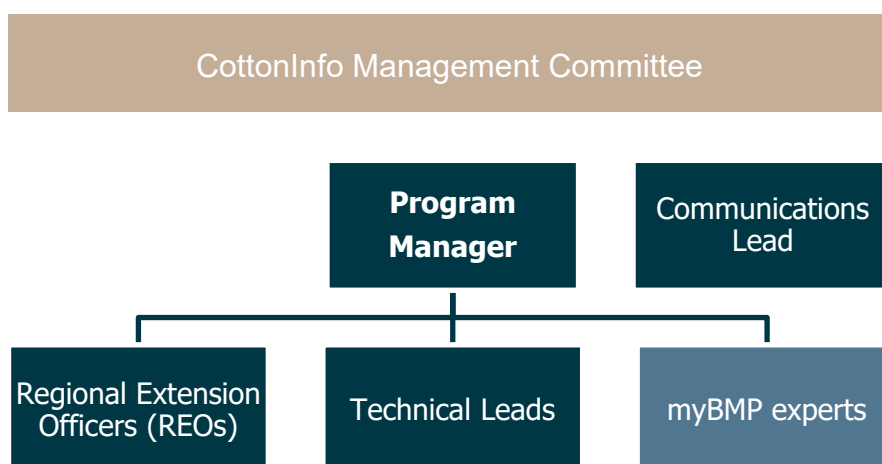 CottonInfo Management Committee
Program
Manager
Communications
Lead
Regional Extension
Officers (REOs)
Technical Leads
myBMP experts